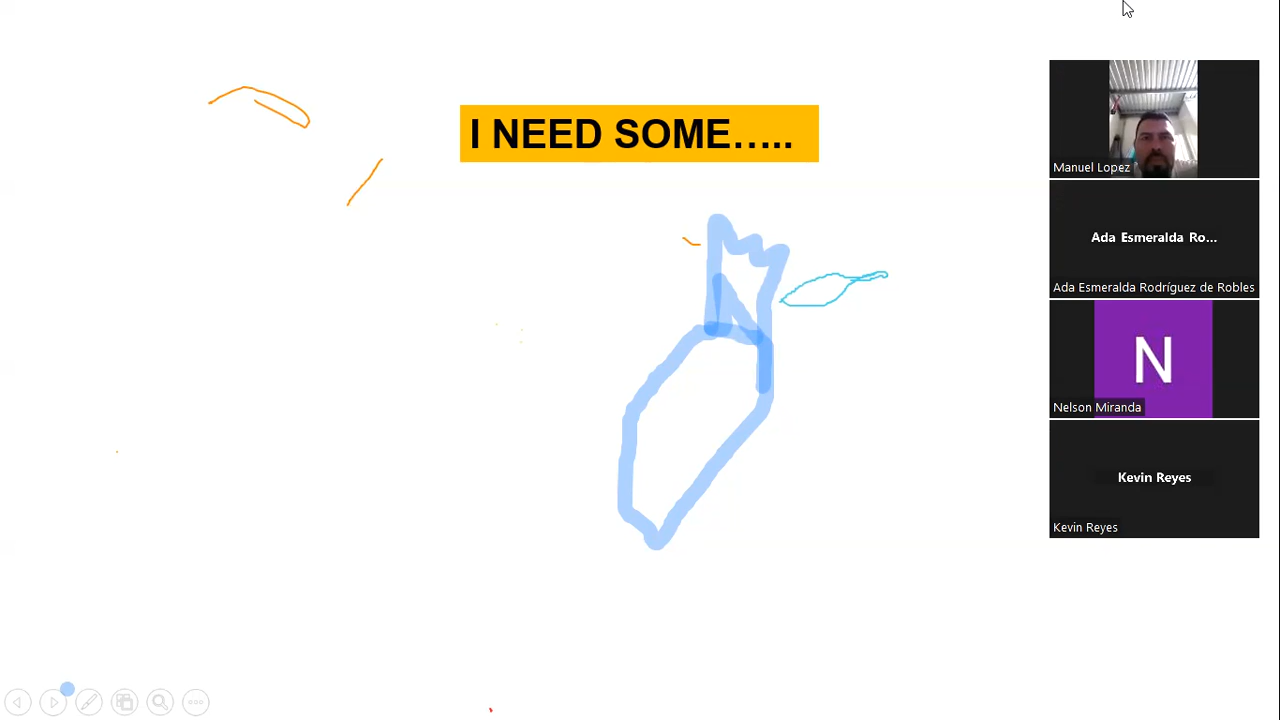 I NEED SOME.....
Manuel Lopez
Ada Esmeralda Ro...
Ada Esmeralda Rodríguez de Robles
N
Nelson Miranda
Kevin Reyes
Kevin Reyes